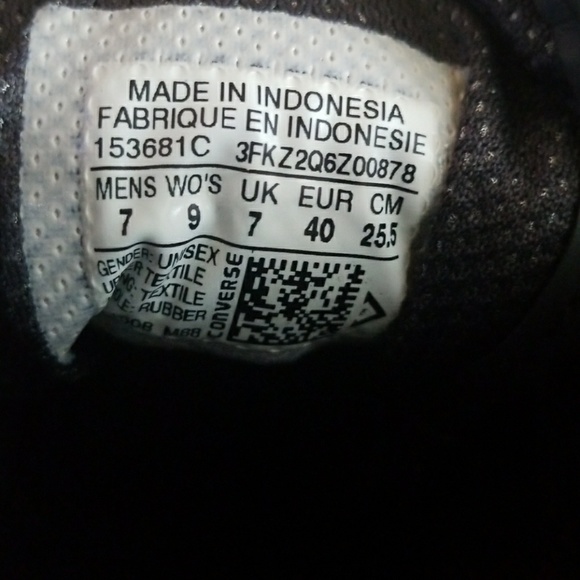 MADE IN INDONESIA
FABRIQUE EN INDONESIE
153681C 3FKZ2Q6Z00878
MENS WO'S UK EUR CM
7 9 7 40 25.5
GENDER: UNISEX
TEXTILE
TEXTILE
RUBBER
M68
CONVERSE